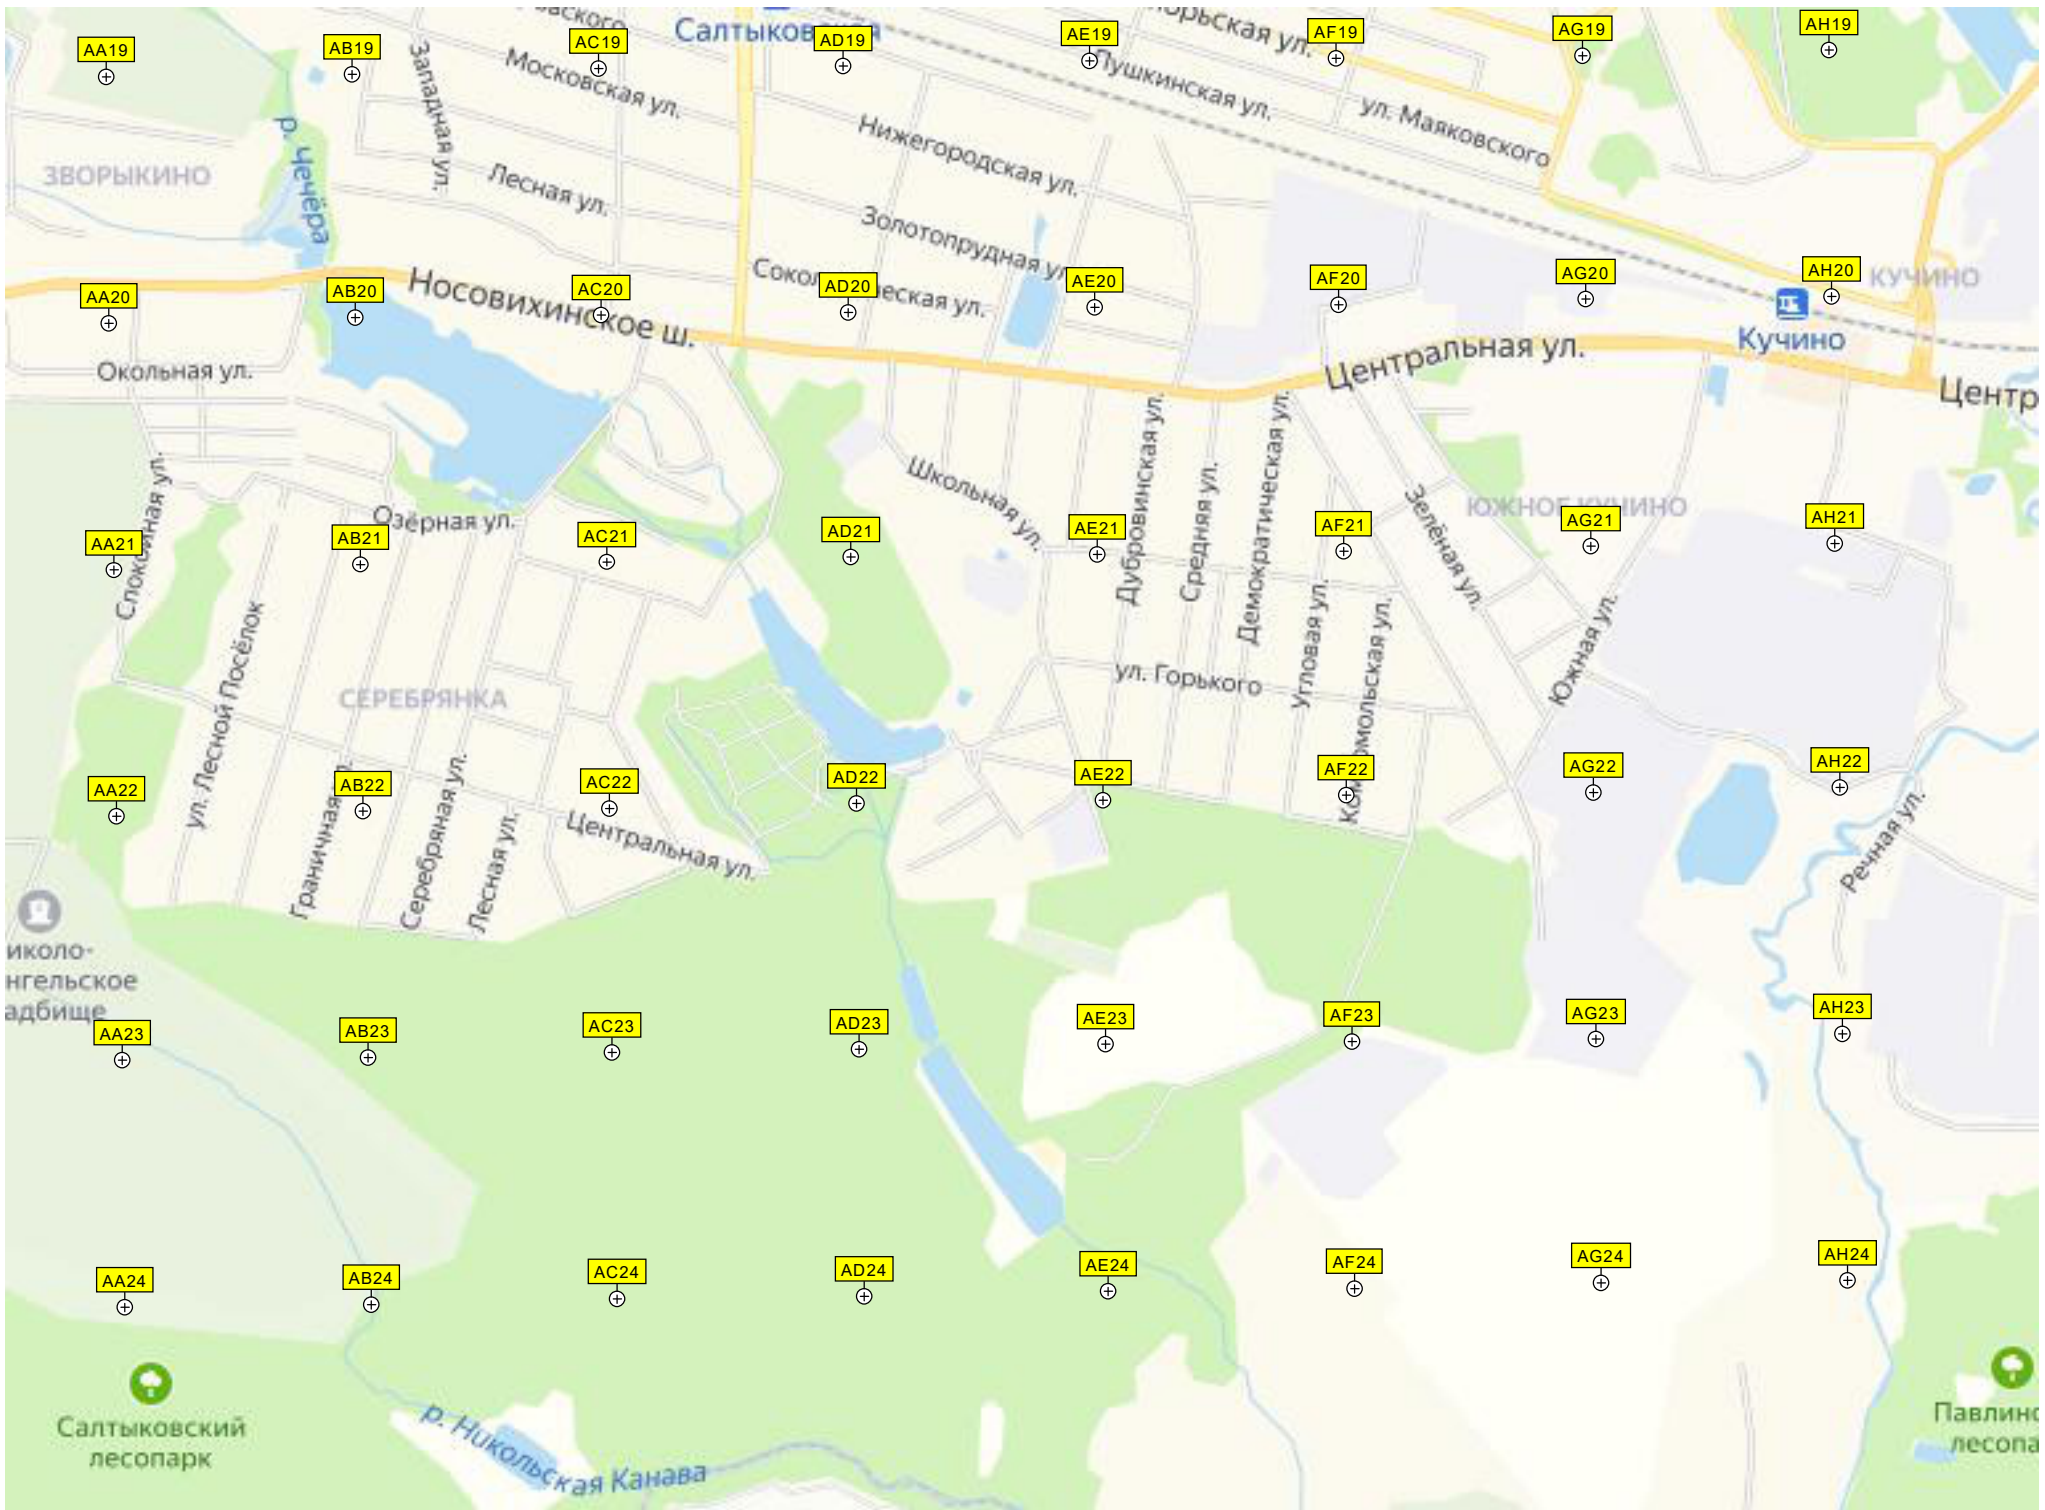 Салтыковская
Московская ул.
Западная ул.
Пушкинская ул.
ул. Маяковского
Нижегородская ул.
Лесная ул.
Золотопрудная ул.
р. Чечёра
ЗВОРЫКИНО
AA19
AB19
AC19
AD19
AE19
AF19
AG19
AH19
Носовихинское ш.
КУЧИНО
Кучино
AA20
AB20
AC20
AD20
AE20
AF20
AG20
AH20
Окольная ул.
Центральная ул.
Центр
Школьная ул.
Дубровинская ул.
Средняя ул.
Демократическая ул.
Зелёная ул.
ЮЖНОЕ КУЧИНО
Спокойная ул.
Озёрная ул.
AA21
AB21
AC21
AD21
AE21
AF21
AG21
AH21
ул. Лесной Посёлок
СЕРЕБРЯНКА
ул. Горького
Угловая ул.
Комсомольская ул.
Южная ул.
AA22
AB22
AC22
AD22
AE22
AF22
AG22
AH22
Граничная ул.
Серебряная ул.
Лесная ул.
Центральная ул.
Речная ул.
иколо-
нгельское
адбище
AA23
AB23
AC23
AD23
AE23
AF23
AG23
AH23
AA24
AB24
AC24
AD24
AE24
AF24
AG24
AH24
Салтыковский
лесопарк
р. Никольская Канава
Павлино
лесопа